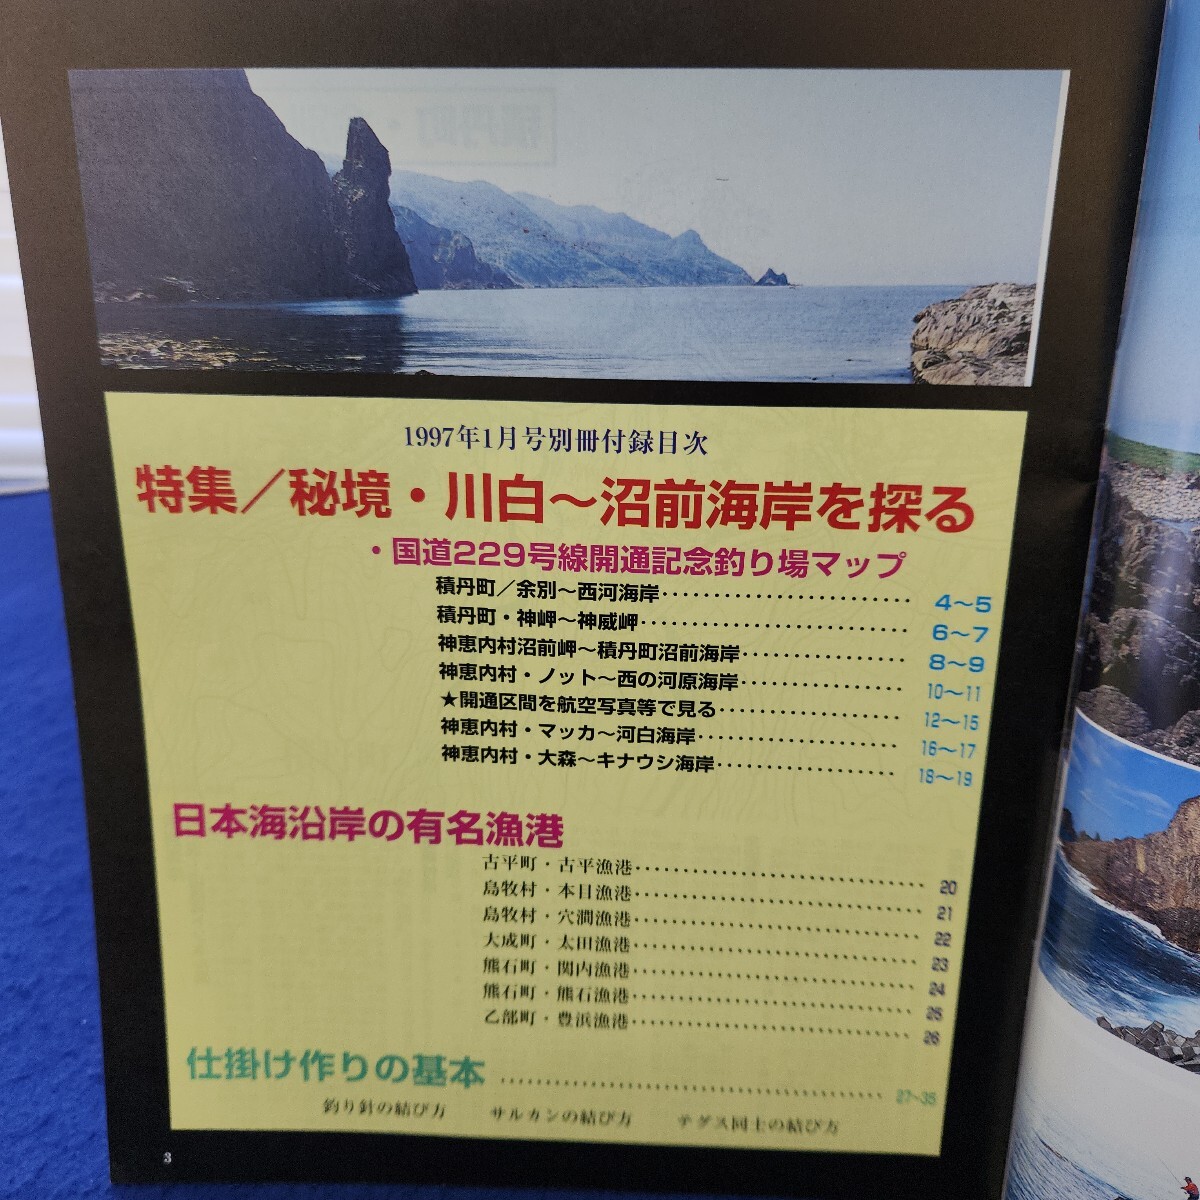 1997年1月号別冊付録目次
特集／秘境・川白～沼前海岸を探る
・国道229号線開通記念釣り場マップ
積丹町／余別～西河海岸 4～5
積丹町・神岬～神威岬 6～7
神恵内村沼前岬～積丹町沼前海岸 8～9
神恵内村・ノット～西の河原海岸 10～11
★開通区間を航空写真等で見る 12～15
神恵内村・マッカ～河白海岸 16～17
神恵内村・大森～キナウシ海岸 18～19
日本海沿岸の有名漁港
古平町・古平漁港 20
島牧村・本目漁港 21
島牧村・穴澗漁港 22
大成町・太田漁港 23
熊石町・関内漁港 24
熊石町・熊石漁港 25
乙部町・豊浜漁港 26
仕掛け作りの基本 27～35
釣り針の結び方 サルカンの結び方 テグス同士の結び方
3